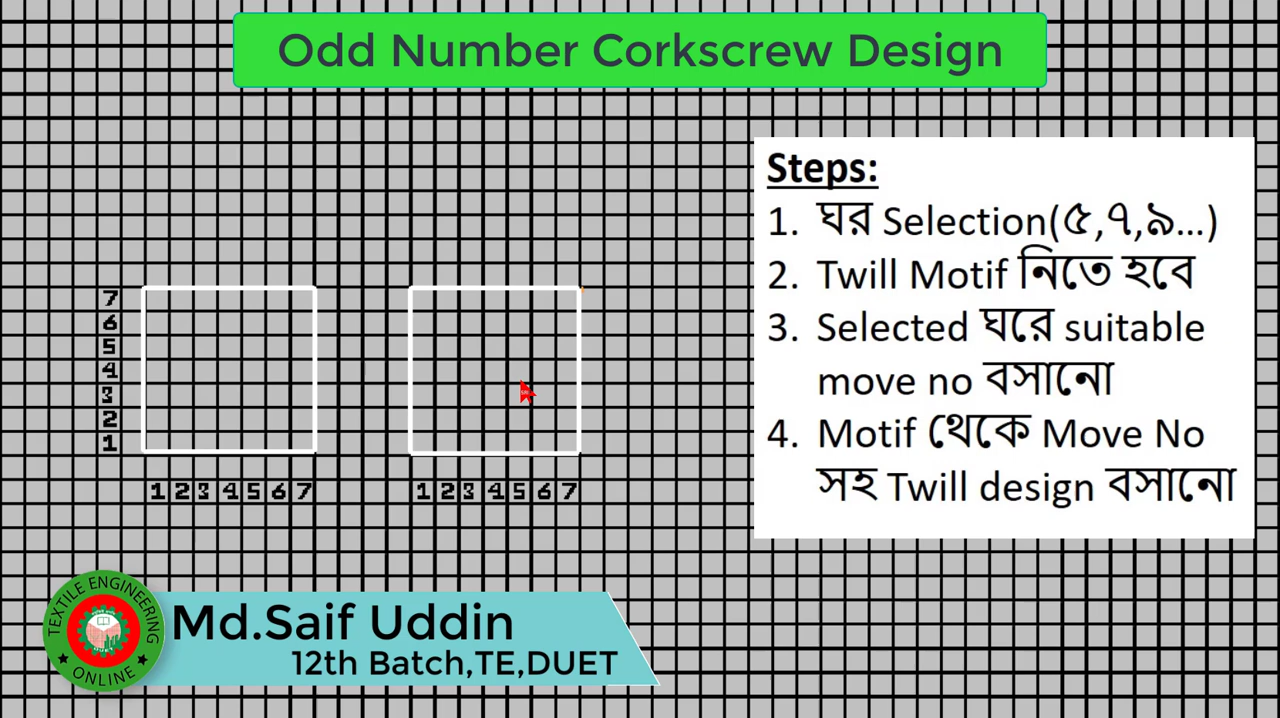 Odd Number Corkscrew Design
Steps:
1. ঘর Selection(৫,৭,৯...)
2. Twill Motif নিতে হবে
3. Selected ঘরে suitable
move no বসানো
4. Motif থেকে Move No
সহ Twill design বসানো
7
6
5
4
3
2
1
1 2 3 4 5 6 7
1 2 3 4 5 6 7
TEXTILE ENGINEERING
ONLINE
Md.Saif Uddin
12th Batch,TE,DUET